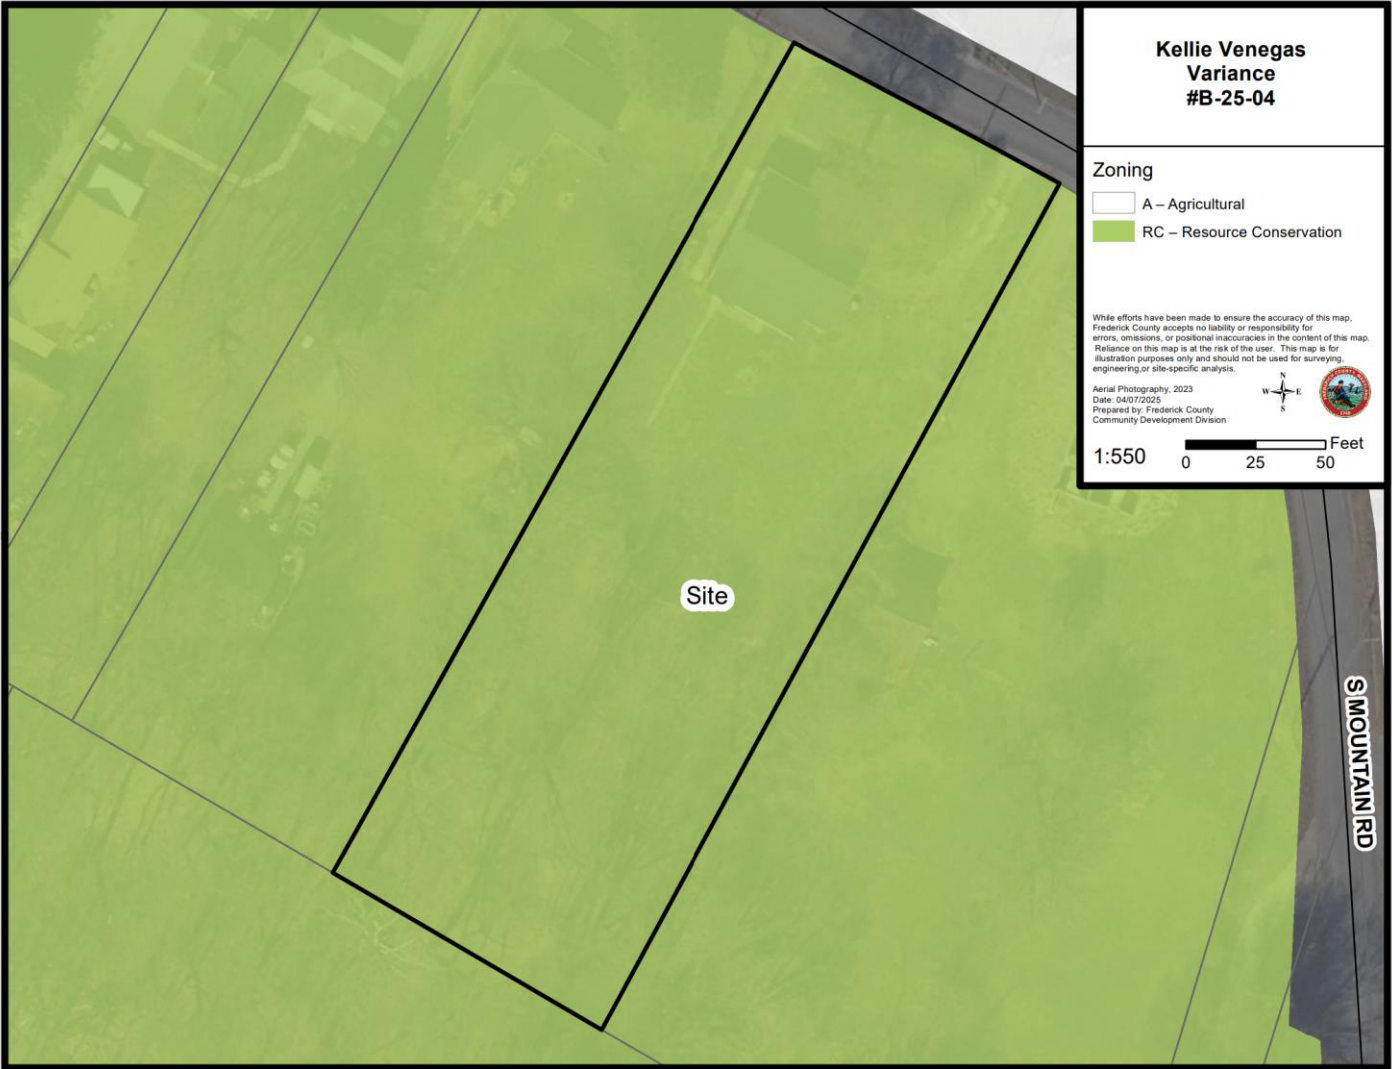 Kellie Venegas
Variance
#B-25-04
Zoning
A – Agricultural
RC – Resource Conservation
While efforts have been made to ensure the accuracy of this map,
Frederick County accepts no liability or responsibility for
errors, omissions, or positional inaccuracies in the content of this map.
Reliance on this map is at the risk of the user. This map is for
illustration purposes only and should not be used for surveying,
engineering,or site-specific analysis.
Aerial Photography, 2023
Date: 04/07/2025
Prepared by: Frederick County
Community Development Division
N
W E
S
1:550
Feet
0 25 50
Site
S MOUNTAIN RD